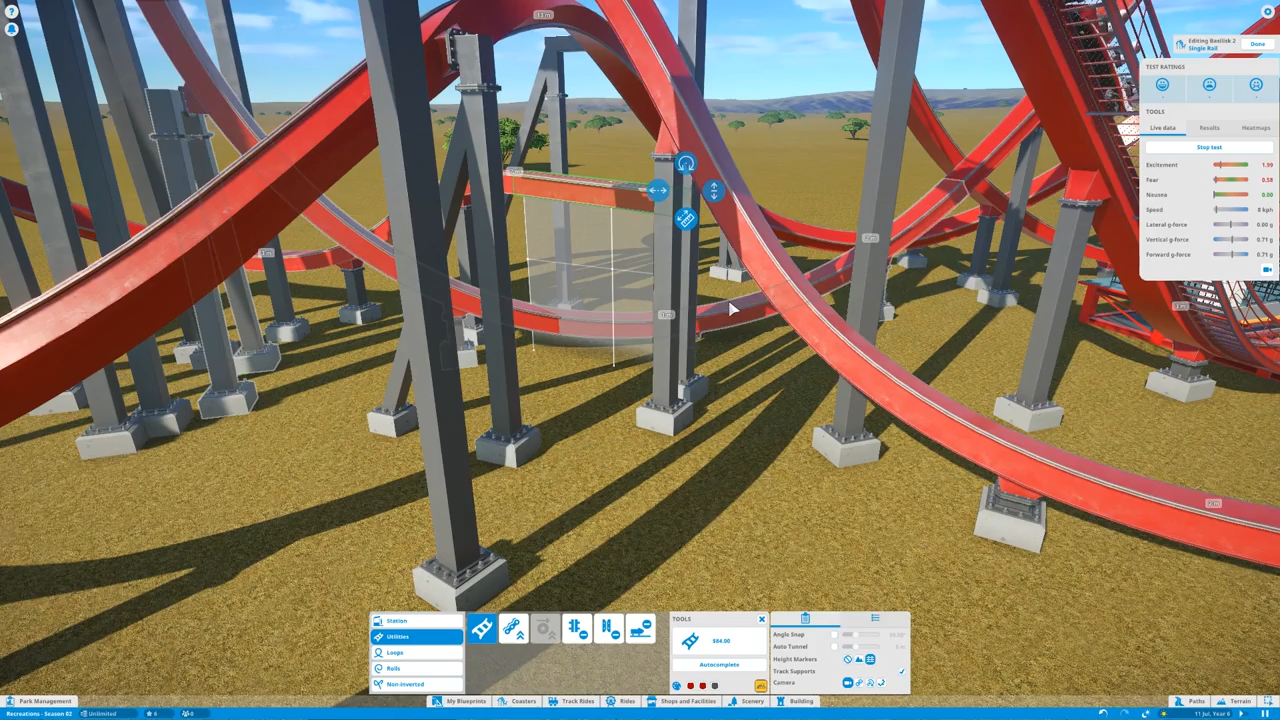 ?
13 m
Editing Basilisk 2
Single Rail
Done
TEST RATINGS
TOOLS
Live data
Results
Heatmaps
Stop test
Excitement 1.99
Fear 0.58
Nausea 0.00
Speed 8 kph
Lateral g-force 0.00 g
Vertical g-force 0.71 g
Forward g-force 0.71 g
Station
Utilities
Loops
Rolls
Non-inverted
TOOLS
$84.00
Autocomplete
Angle Snap
Auto Tunnel
Height Markers
Track Supports
Camera
Park Management
My Blueprints
Coasters
Track Rides
Rides
Shops and Facilities
Scenery
Building
Paths
Terrain
Recreations - Season 02
Unlimited
6
0
11 Jul, Year 6